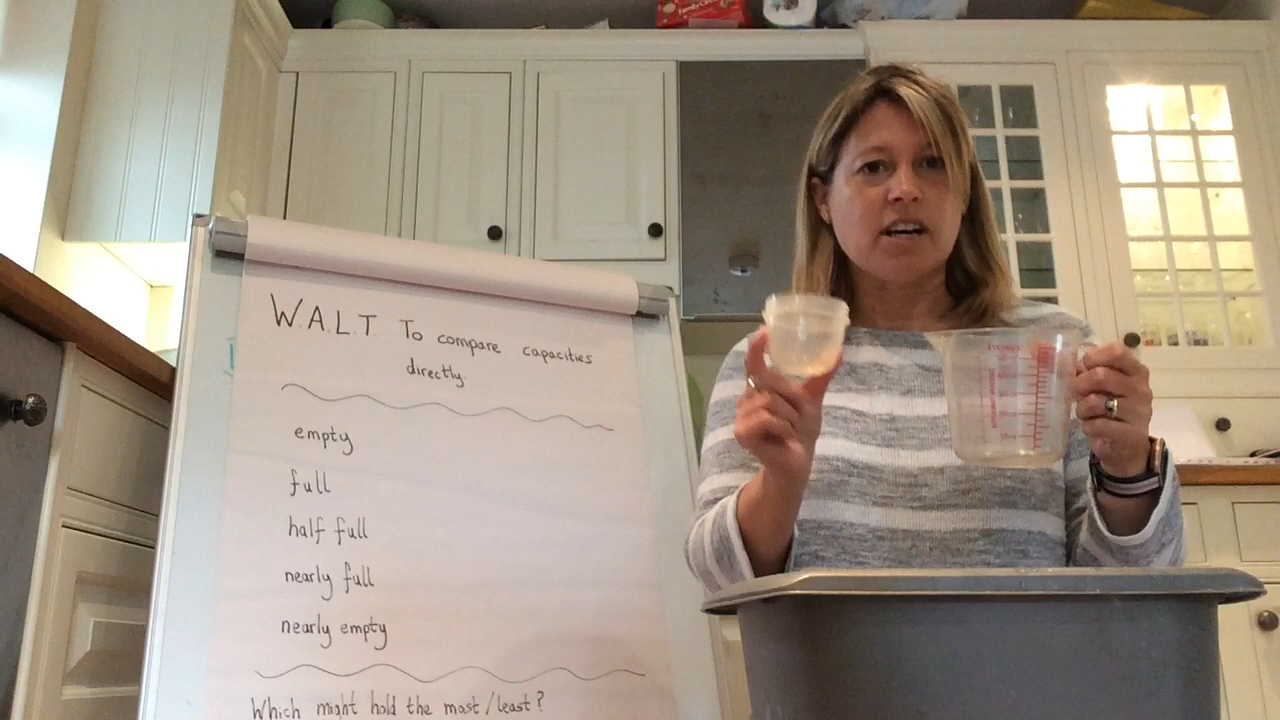 W.A.L.T. To compare capacities
directly.
empty
full
half full
nearly full
nearly empty
Which might hold the most/least?